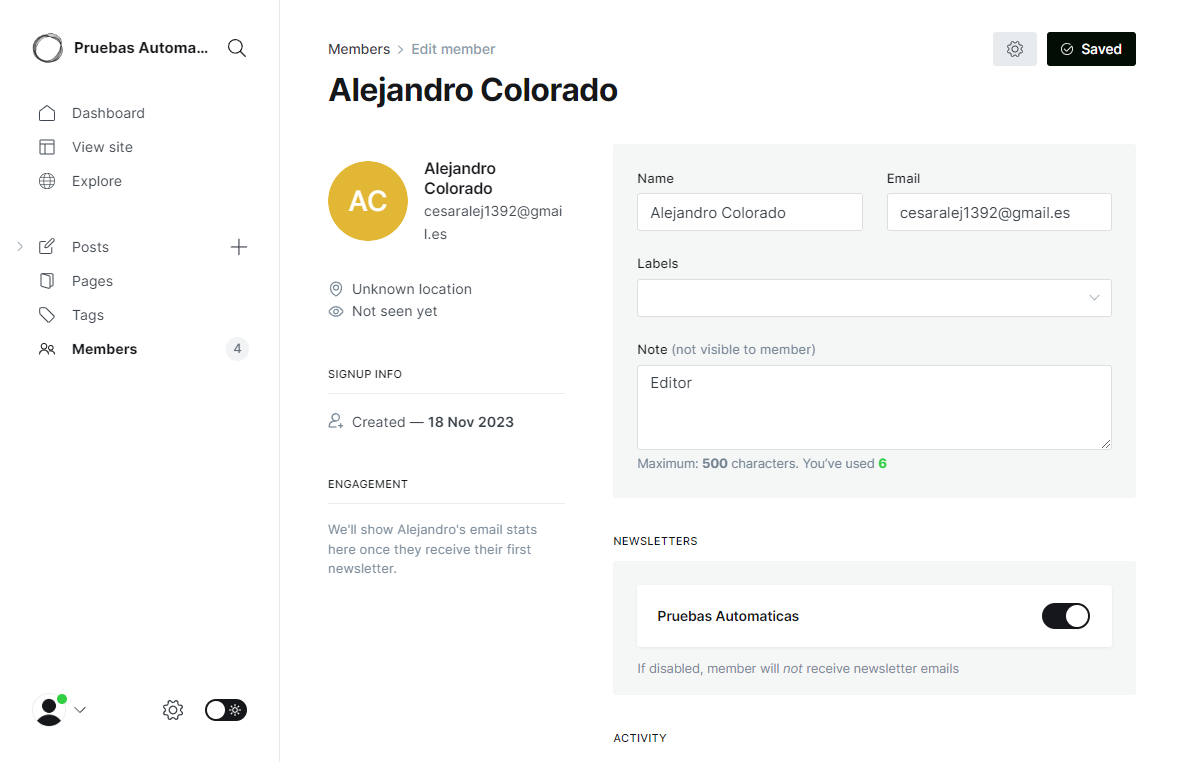 Pruebas Automa...
Dashboard
View site
Explore
Posts
Pages
Tags
Members
4
Members > Edit member
Saved
Alejandro Colorado
AC
Alejandro
Colorado
cesaralej1392@gmai
l.es
Unknown location
Not seen yet
SIGNUP INFO
Created — 18 Nov 2023
ENGAGEMENT
We'll show Alejandro's email stats
here once they receive their first
newsletter.
Name
Alejandro Colorado
Email
cesaralej1392@gmail.es
Labels
Note (not visible to member)
Editor
Maximum: 500 characters. You've used 6
NEWSLETTERS
Pruebas Automaticas
If disabled, member will not receive newsletter emails
ACTIVITY